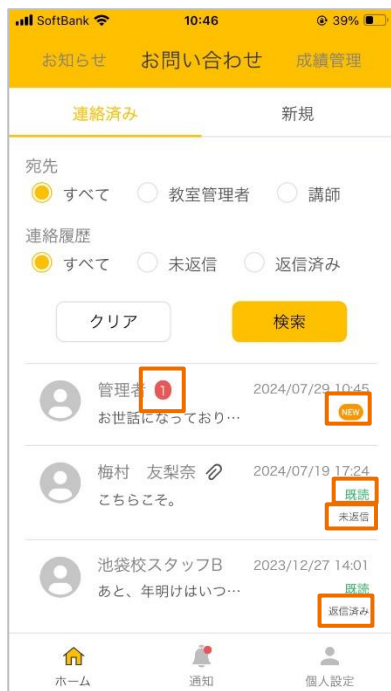 SoftBank 10:46 39%
お知らせ お問い合わせ 成績管理
連絡済み 新規
宛先
すべて 教室管理者 講師
連絡履歴
すべて 未返信 返信済み
クリア 検索
管理者 1 2024/07/29 10:45
お世話になっており… NEW
梅村 友梨奈 2024/07/19 17:24
こちらこそ。 既読
未返信
池袋校スタッフB 2023/12/27 14:01
あと、年明けはいつ… 既読
返信済み
ホーム 通知 個人設定